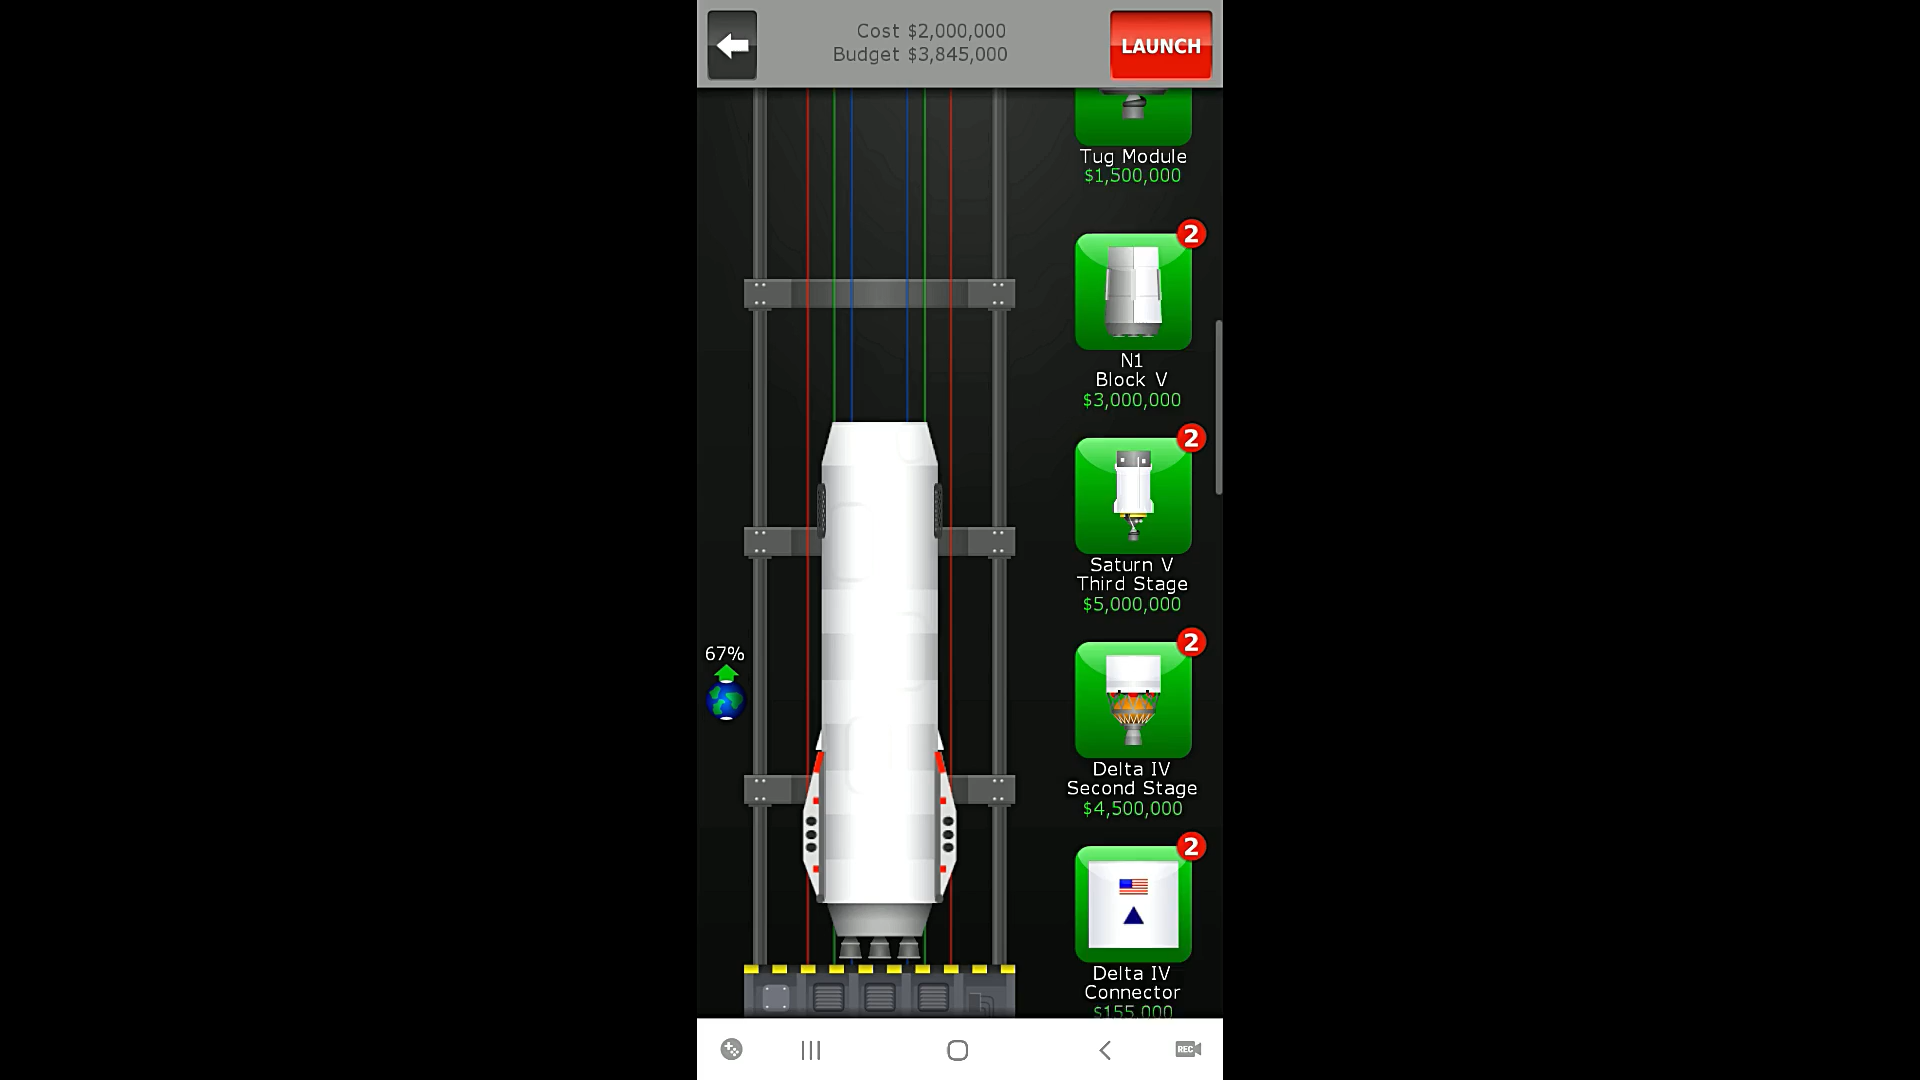 Cost $2,000,000
Budget $3,845,000
LAUNCH
Tug Module
$1,500,000
2
N1
Block V
$3,000,000
2
Saturn V
Third Stage
$5,000,000
67%
2
Delta IV
Second Stage
$4,500,000
2
Delta IV
Connector
$155,000
REC